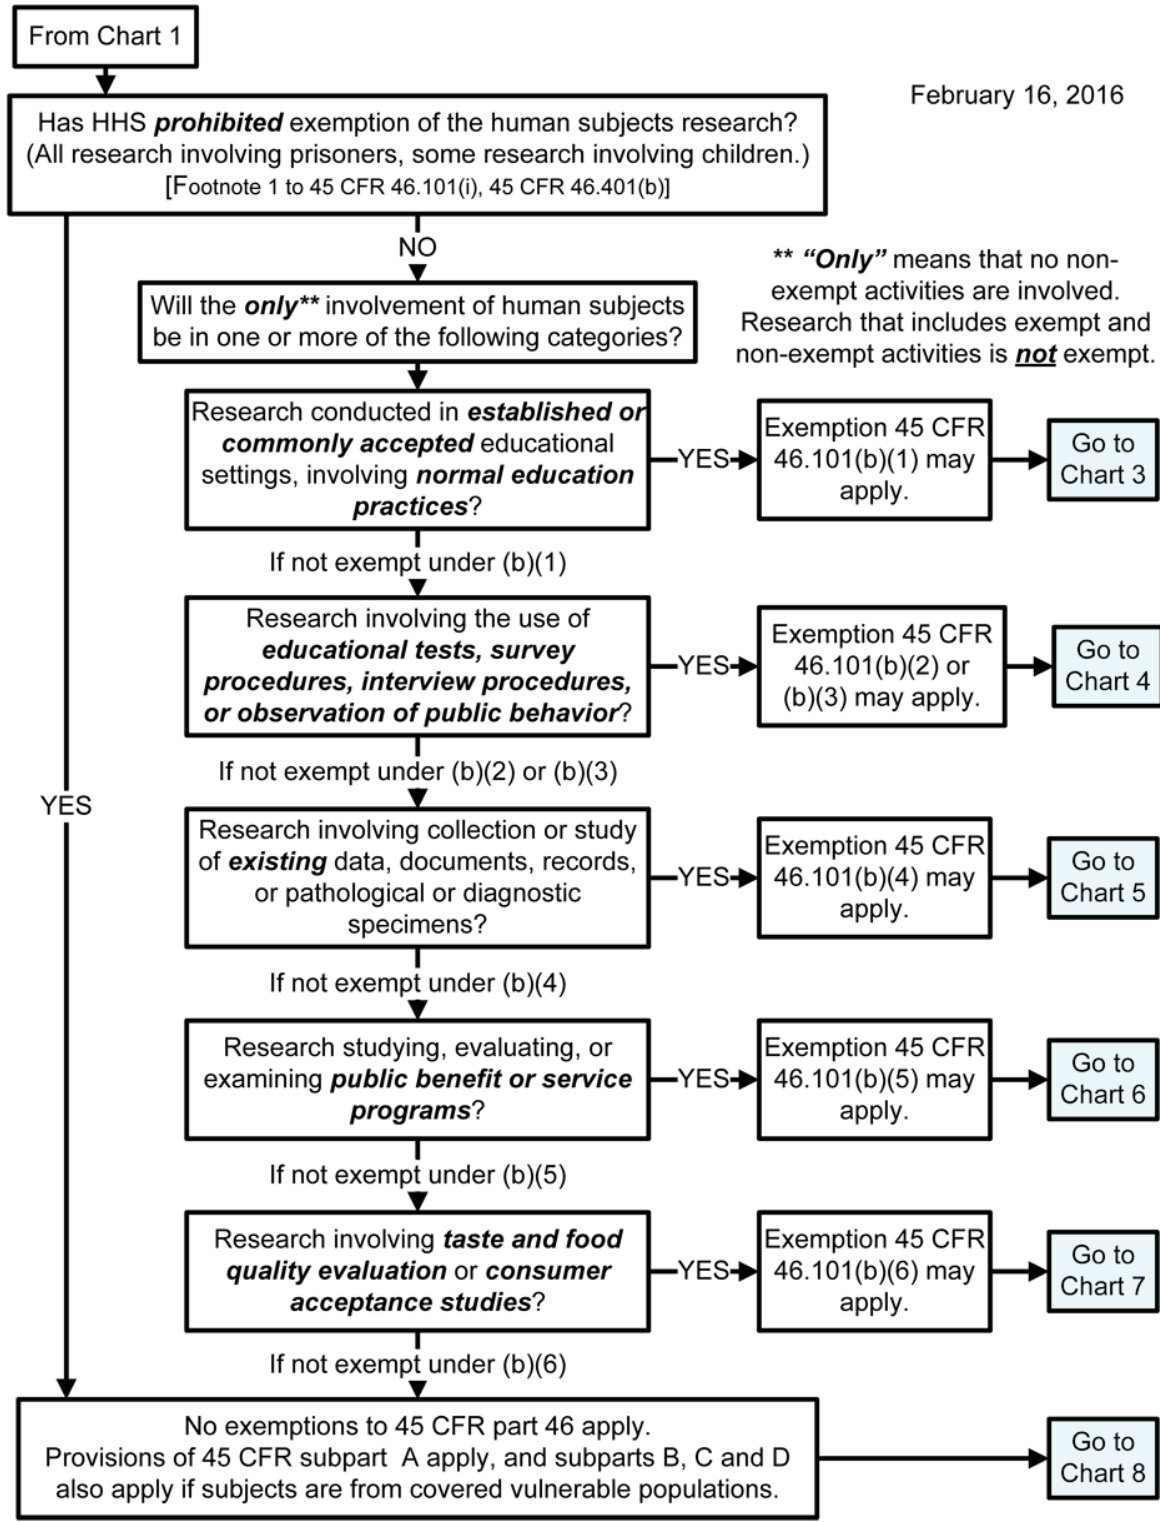 From Chart 1
February 16, 2016
Has HHS prohibited exemption of the human subjects research?
(All research involving prisoners, some research involving children.)
[Footnote 1 to 45 CFR 46.101(i), 45 CFR 46.401(b)]
NO
** “Only” means that no non-
exempt activities are involved.
Research that includes exempt and
non-exempt activities is not exempt.
Will the only** involvement of human subjects
be in one or more of the following categories?
Research conducted in established or
commonly accepted educational
settings, involving normal education
practices?
YES
Exemption 45 CFR
46.101(b)(1) may
apply.
Go to
Chart 3
If not exempt under (b)(1)
Research involving the use of
educational tests, survey
procedures, interview procedures,
or observation of public behavior?
YES
Exemption 45 CFR
46.101(b)(2) or
(b)(3) may apply.
Go to
Chart 4
If not exempt under (b)(2) or (b)(3)
YES
Research involving collection or study
of existing data, documents, records,
or pathological or diagnostic
specimens?
YES
Exemption 45 CFR
46.101(b)(4) may
apply.
Go to
Chart 5
If not exempt under (b)(4)
Research studying, evaluating, or
examining public benefit or service
programs?
YES
Exemption 45 CFR
46.101(b)(5) may
apply.
Go to
Chart 6
If not exempt under (b)(5)
Research involving taste and food
quality evaluation or consumer
acceptance studies?
YES
Exemption 45 CFR
46.101(b)(6) may
apply.
Go to
Chart 7
If not exempt under (b)(6)
No exemptions to 45 CFR part 46 apply.
Provisions of 45 CFR subpart A apply, and subparts B, C and D
also apply if subjects are from covered vulnerable populations.
Go to
Chart 8